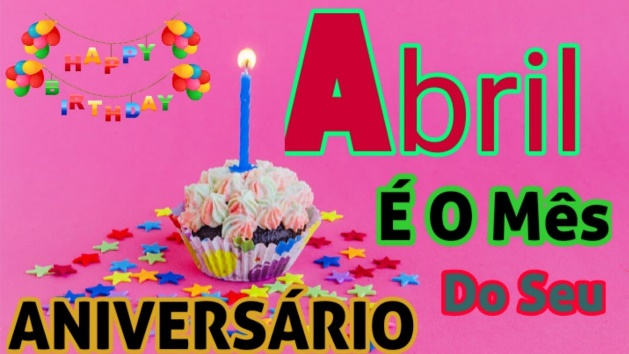 HAPPY
BIRTHDAY
Abril
É O Mês
Do Seu
ANIVERSÁRIO